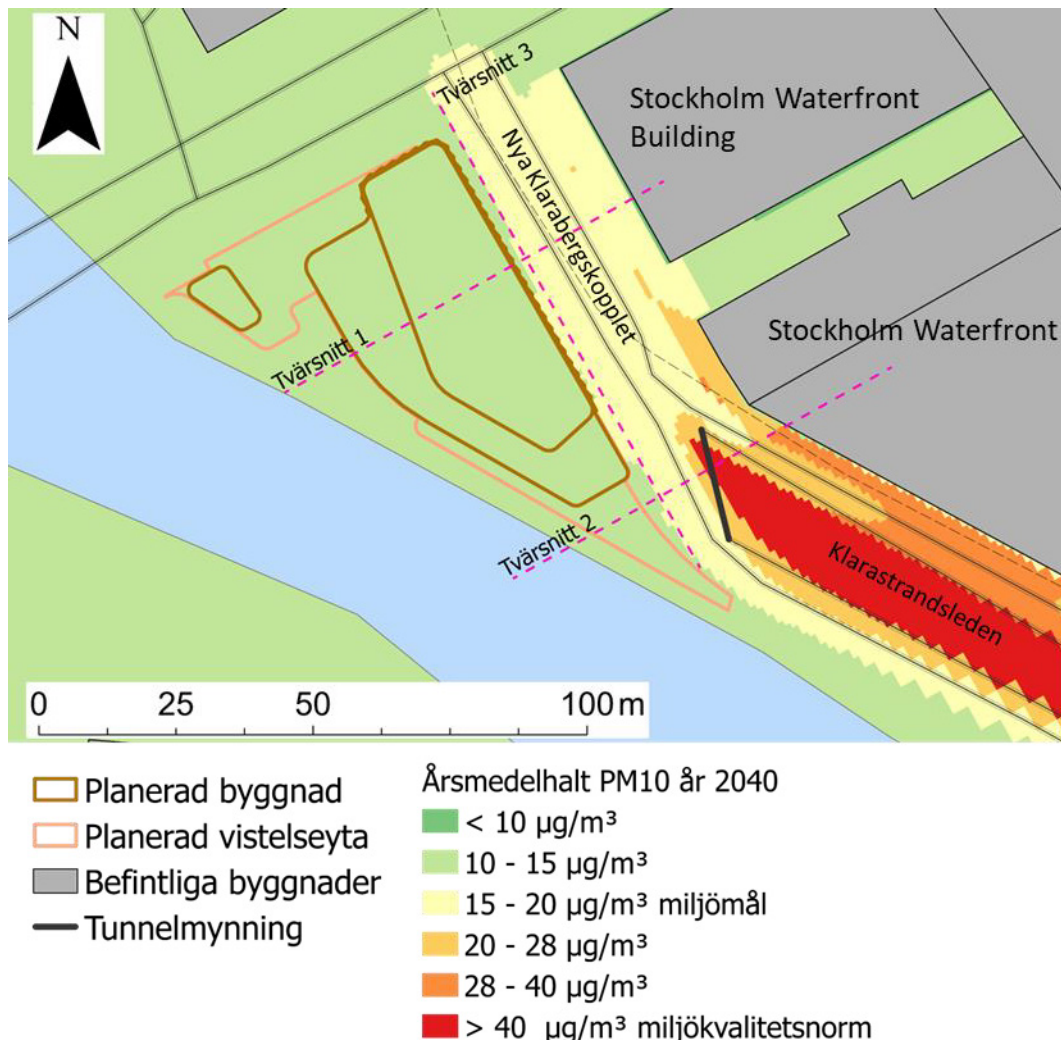 N
Tvärsnitt 3
Stockholm Waterfront
Building
Nya Klarabergskopplet
Stockholm Waterfront
Tvärsnitt 1
Tvärsnitt 2
Klarastrandsleden
0 25 50 100 m
Planerad byggnad
Planerad vistelseyta
Befintliga byggnader
Tunnelmynning
Årsmedelhalt PM10 år 2040
< 10 µg/m³
10 - 15 µg/m³
15 - 20 µg/m³ miljömål
20 - 28 µg/m³
28 - 40 µg/m³
> 40 µg/m³ miljökvalitetsnorm